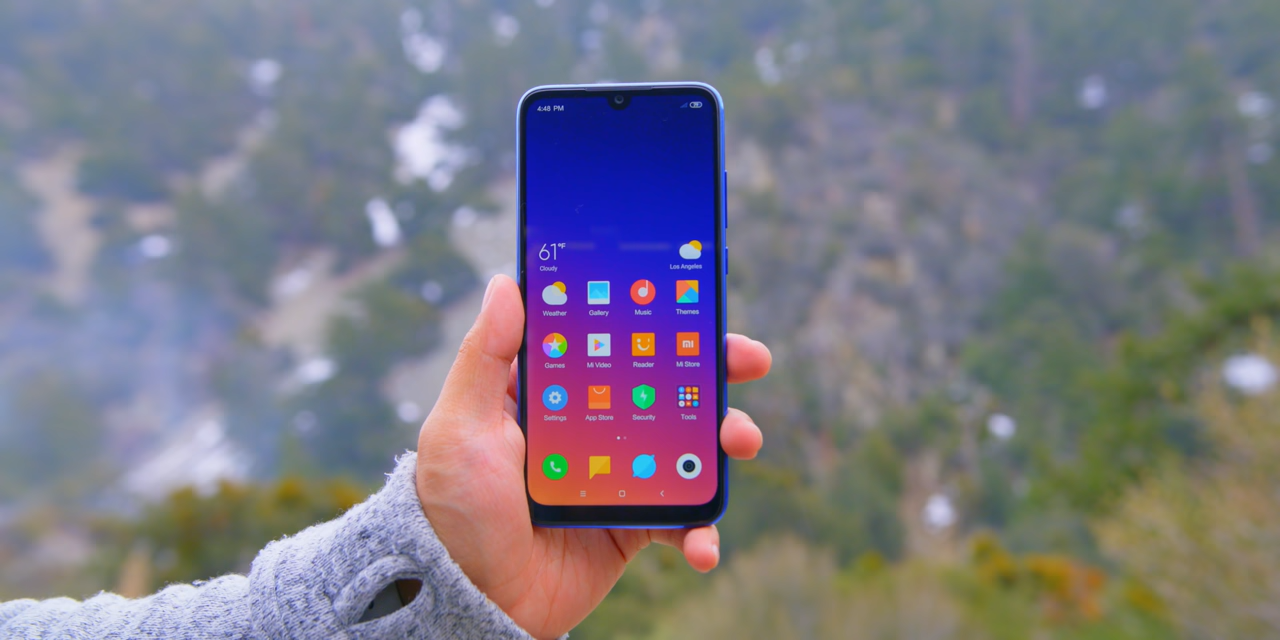 4:48 PM
61°F
Cloudy
Los Angeles
Weather Gallery Music Themes
Games Mi Video Reader Mi Store
Settings App Store Security Tools